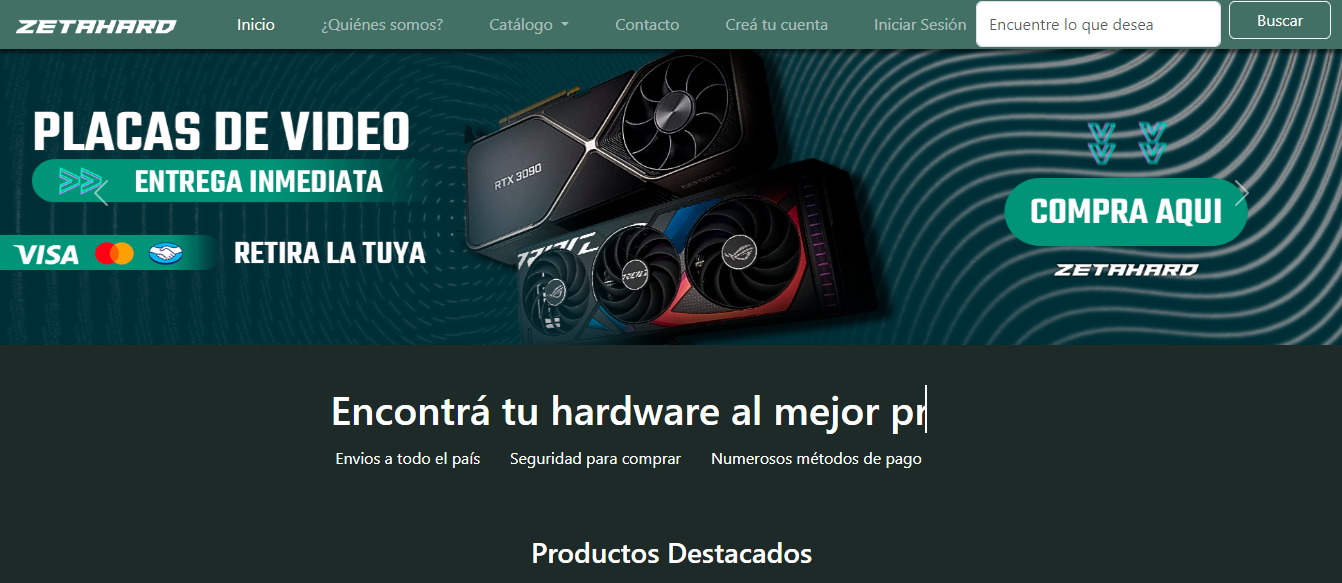 ZETAHARD Inicio ¿Quiénes somos? Catálogo Contacto Creá tu cuenta Iniciar Sesión Encuentre lo que desea Buscar
PLACAS DE VIDEO
ENTREGA INMEDIATA
VISA RETIRA LA TUYA
RTX 3090
COMPRA AQUI
ZETAHARD
Encontrá tu hardware al mejor pr
Envios a todo el país Seguridad para comprar Numerosos métodos de pago
Productos Destacados